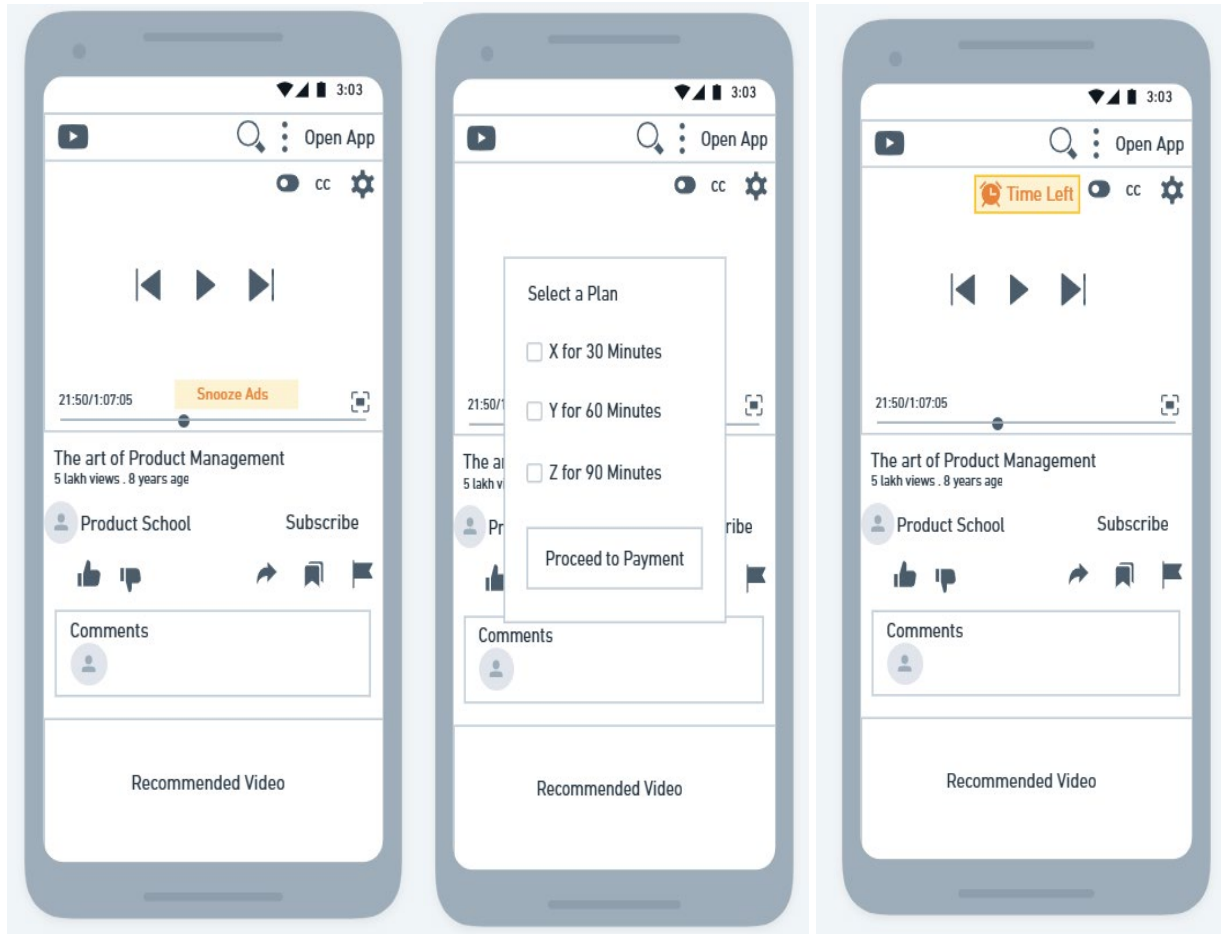 3:03
Open App
CC
21:50/1:07:05
Snooze Ads
The art of Product Management
5 lakh views . 8 years age
Product School
Subscribe
Comments
Recommended Video
3:03
Open App
CC
Select a Plan
X for 30 Minutes
21:50/1
Y for 60 Minutes
The ar
5 lakh v
Z for 90 Minutes
Pr
ribe
Proceed to Payment
Comments
Recommended Video
3:03
Open App
Time Left
CC
21:50/1:07:05
The art of Product Management
5 lakh views . 8 years age
Product School
Subscribe
Comments
Recommended Video